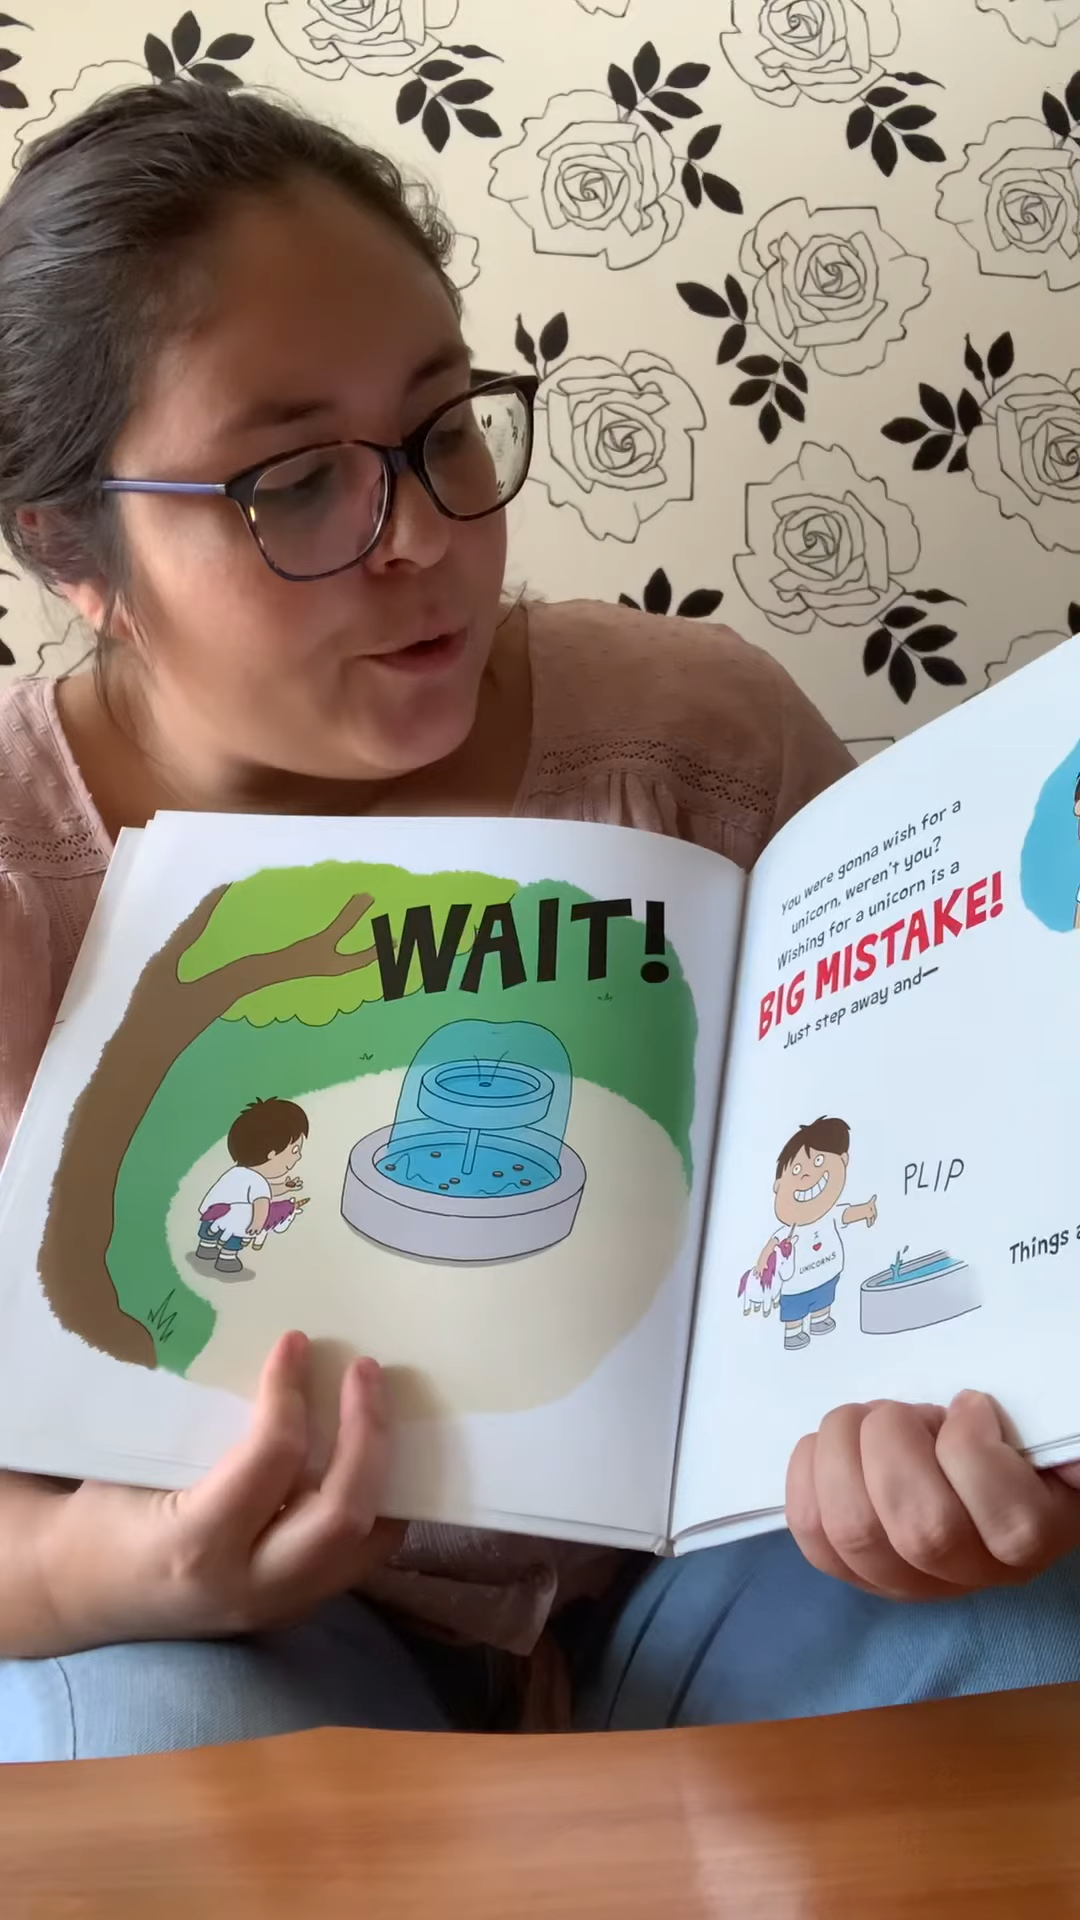 WAIT!
You were gonna wish for a
unicorn, weren't you?
Wishing for a unicorn is a
BIG MISTAKE!
Just step away and—
PLIP
I
UNICORNS
Things